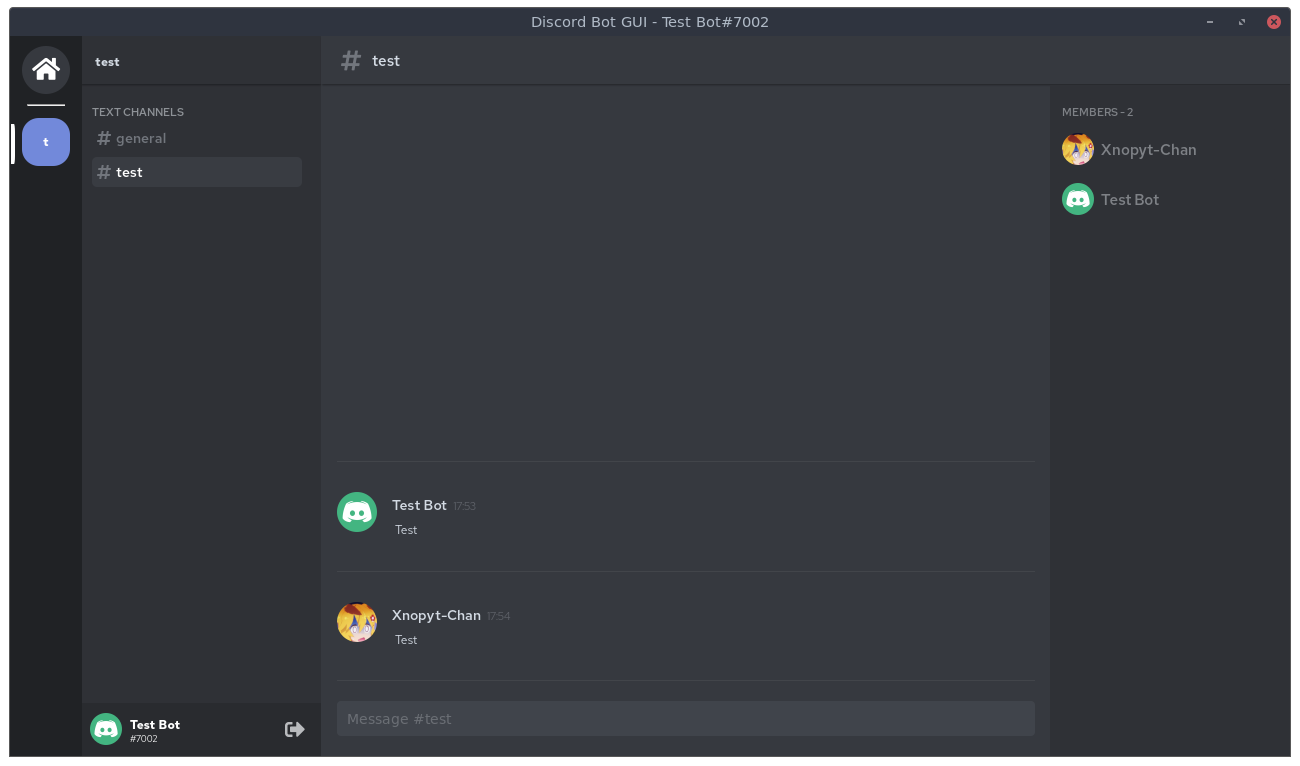 Discord Bot GUI - Test Bot#7002
t
test
TEXT CHANNELS
# general
# test
Test Bot
#7002
# test
Test Bot 17:53
Test
Xnopyt-Chan 17:54
Test
Message #test
MEMBERS - 2
Xnopyt-Chan
Test Bot